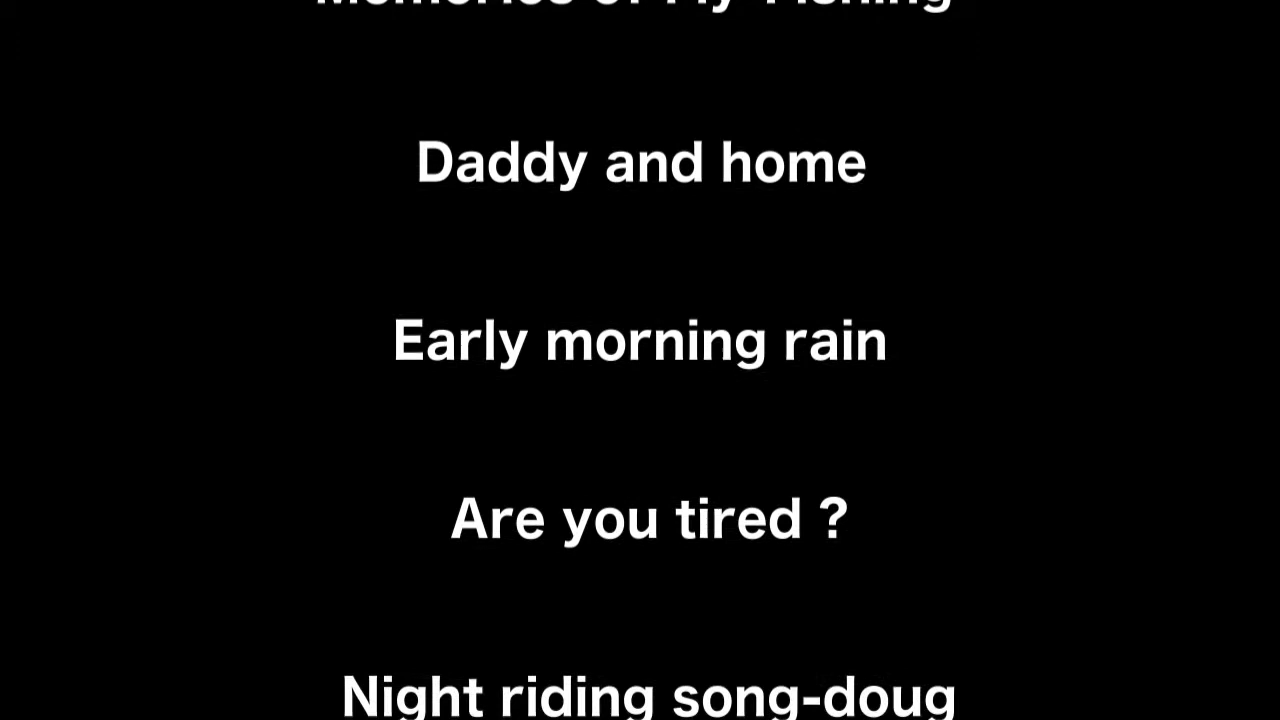 Daddy and home
Early morning rain
Are you tired ?
Night riding song-doug